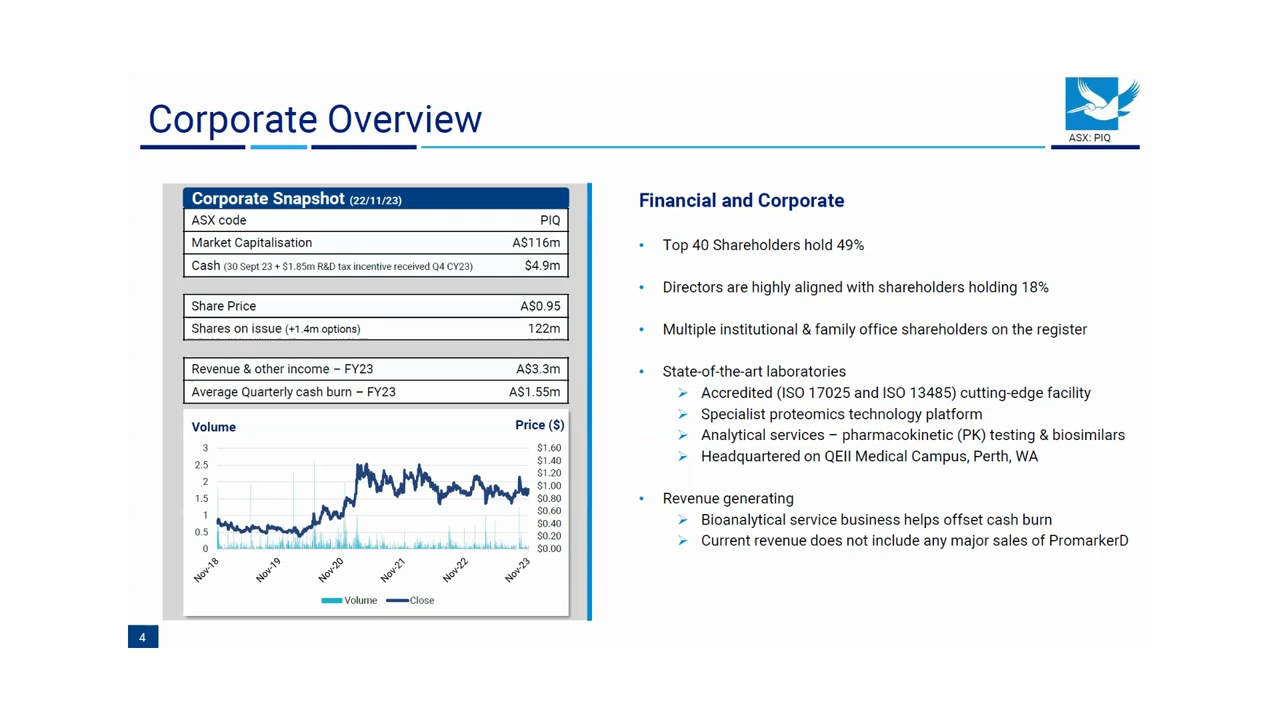 Corporate Overview
ASX: PIQ
Corporate Snapshot (22/11/23)
ASX code PIQ
Market Capitalisation A$116m
Cash (30 Sept 23 + $1.85m R&D tax incentive received Q4 CY23) $4.9m
Share Price A$0.95
Shares on issue (+1.4m options) 122m
Revenue & other income – FY23 A$3.3m
Average Quarterly cash burn – FY23 A$1.55m
Volume Price ($)
3 $1.60
2.5 $1.40
2 $1.20
1.5 $1.00
1 $0.80
0.5 $0.60
0 $0.40
$0.20
$0.00
Nov-18 Nov-19 Nov-20 Nov-21 Nov-22 Nov-23
Volume Close
Financial and Corporate
• Top 40 Shareholders hold 49%
• Directors are highly aligned with shareholders holding 18%
• Multiple institutional & family office shareholders on the register
• State-of-the-art laboratories
➢ Accredited (ISO 17025 and ISO 13485) cutting-edge facility
➢ Specialist proteomics technology platform
➢ Analytical services – pharmacokinetic (PK) testing & biosimilars
➢ Headquartered on QEII Medical Campus, Perth, WA
• Revenue generating
➢ Bioanalytical service business helps offset cash burn
➢ Current revenue does not include any major sales of PromarkerD
4